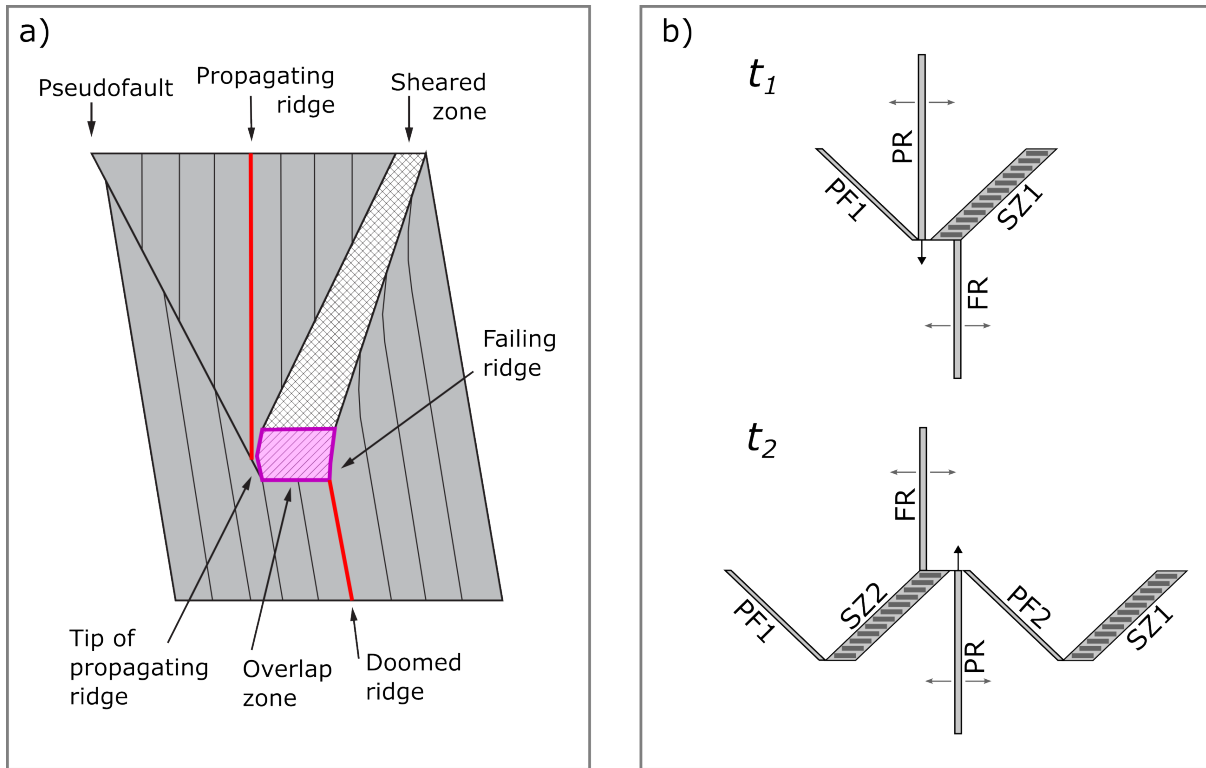 a)
Pseudofault
Propagating
ridge
Sheared
zone
Failing
ridge
Tip of
propagating
ridge
Overlap
zone
Doomed
ridge
b)
t1
PR
PF1
SZ1
FR
t2
FR
PF1
SZ2
PF2
SZ1
PR